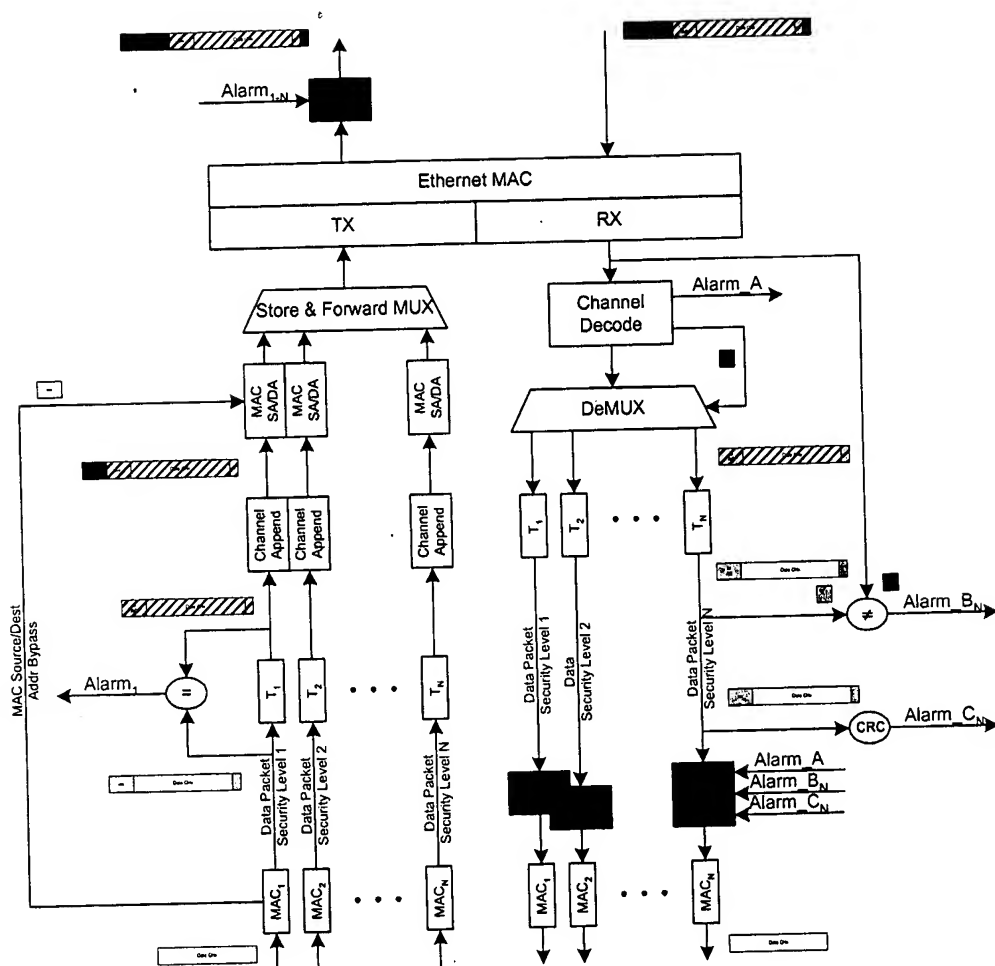 Alarm1-N
Ethernet MAC
TX
RX
Store & Forward MUX
Channel
Decode
Alarm_A
DeMUX
MAC
SA/DA
MAC
SA/DA
MAC
SA/DA
Channel
Append
Channel
Append
Channel
Append
T1
T2
TN
T1
T2
TN
=
≠
Alarm_BN
CRC
Alarm_CN
Alarm1
MAC Source/Dest
Addr Bypass
Data Packet
Security Level 1
Data Packet
Security Level 2
Data Packet
Security Level N
Data Packet
Security Level 1
Data
Security Level 2
Data Packet
Security Level N
Alarm_A
Alarm_BN
Alarm_CN
MAC1
MAC2
MACN
MAC1
MAC2
MACN